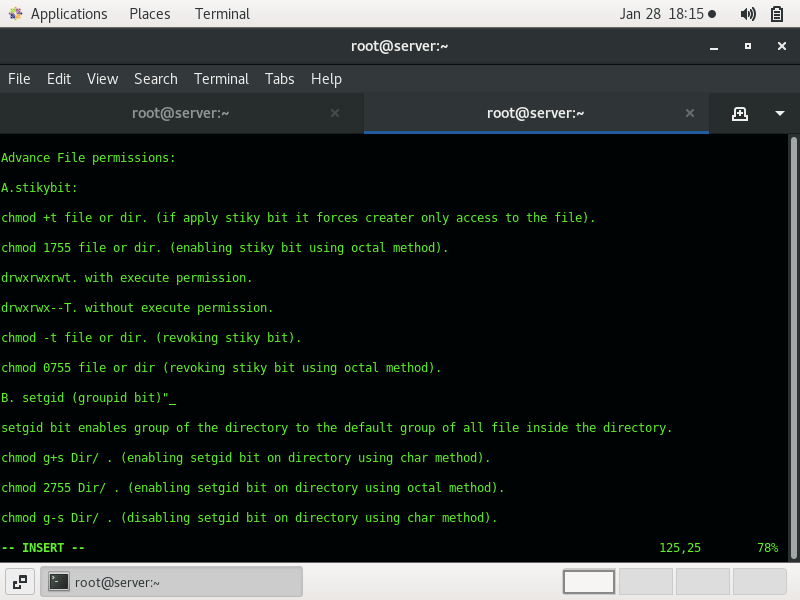 Applications Places Terminal Jan 28 18:15
root@server:~
File Edit View Search Terminal Tabs Help
root@server:~ root@server:~
Advance File permissions:
A.stikybit:
chmod +t file or dir. (if apply stiky bit it forces creater only access to the file).
chmod 1755 file or dir. (enabling stiky bit using octal method).
drwxrwxrwt. with execute permission.
drwxrwx--T. without execute permission.
chmod -t file or dir. (revoking stiky bit).
chmod 0755 file or dir (revoking stiky bit using octal method).
B. setgid (groupid bit)"_
setgid bit enables group of the directory to the default group of all file inside the directory.
chmod g+s Dir/ . (enabling setgid bit on directory using char method).
chmod 2755 Dir/ . (enabling setgid bit on directory using octal method).
chmod g-s Dir/ . (disabling setgid bit on directory using char method).
-- INSERT -- 125,25 78%
root@server:~